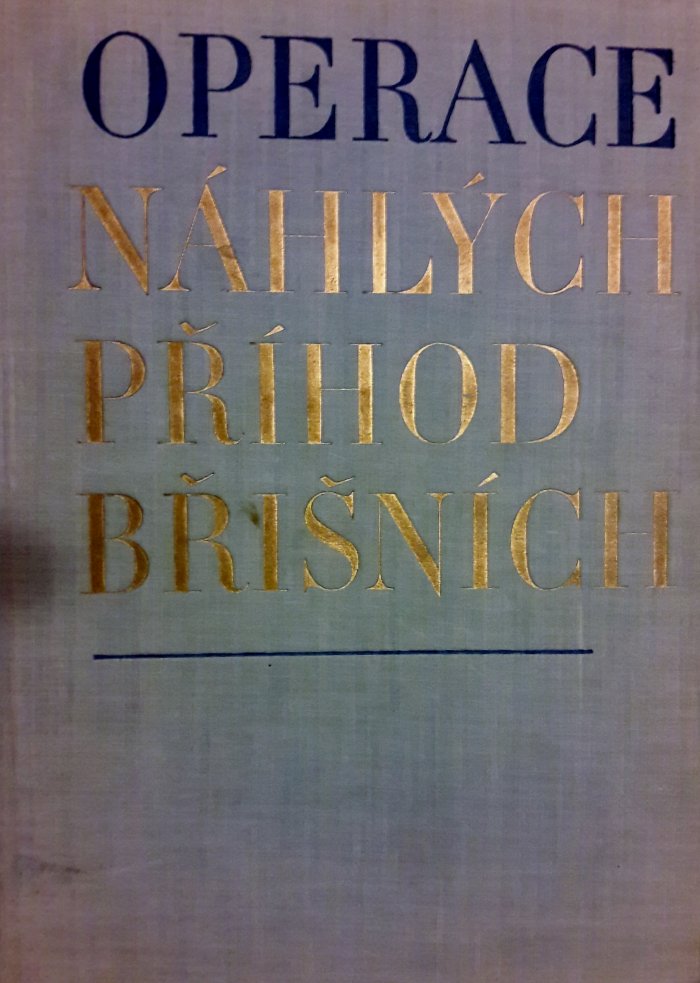 OPERACE
NÁHLÝCH
PŘÍHOD
BŘIŠNÍCH